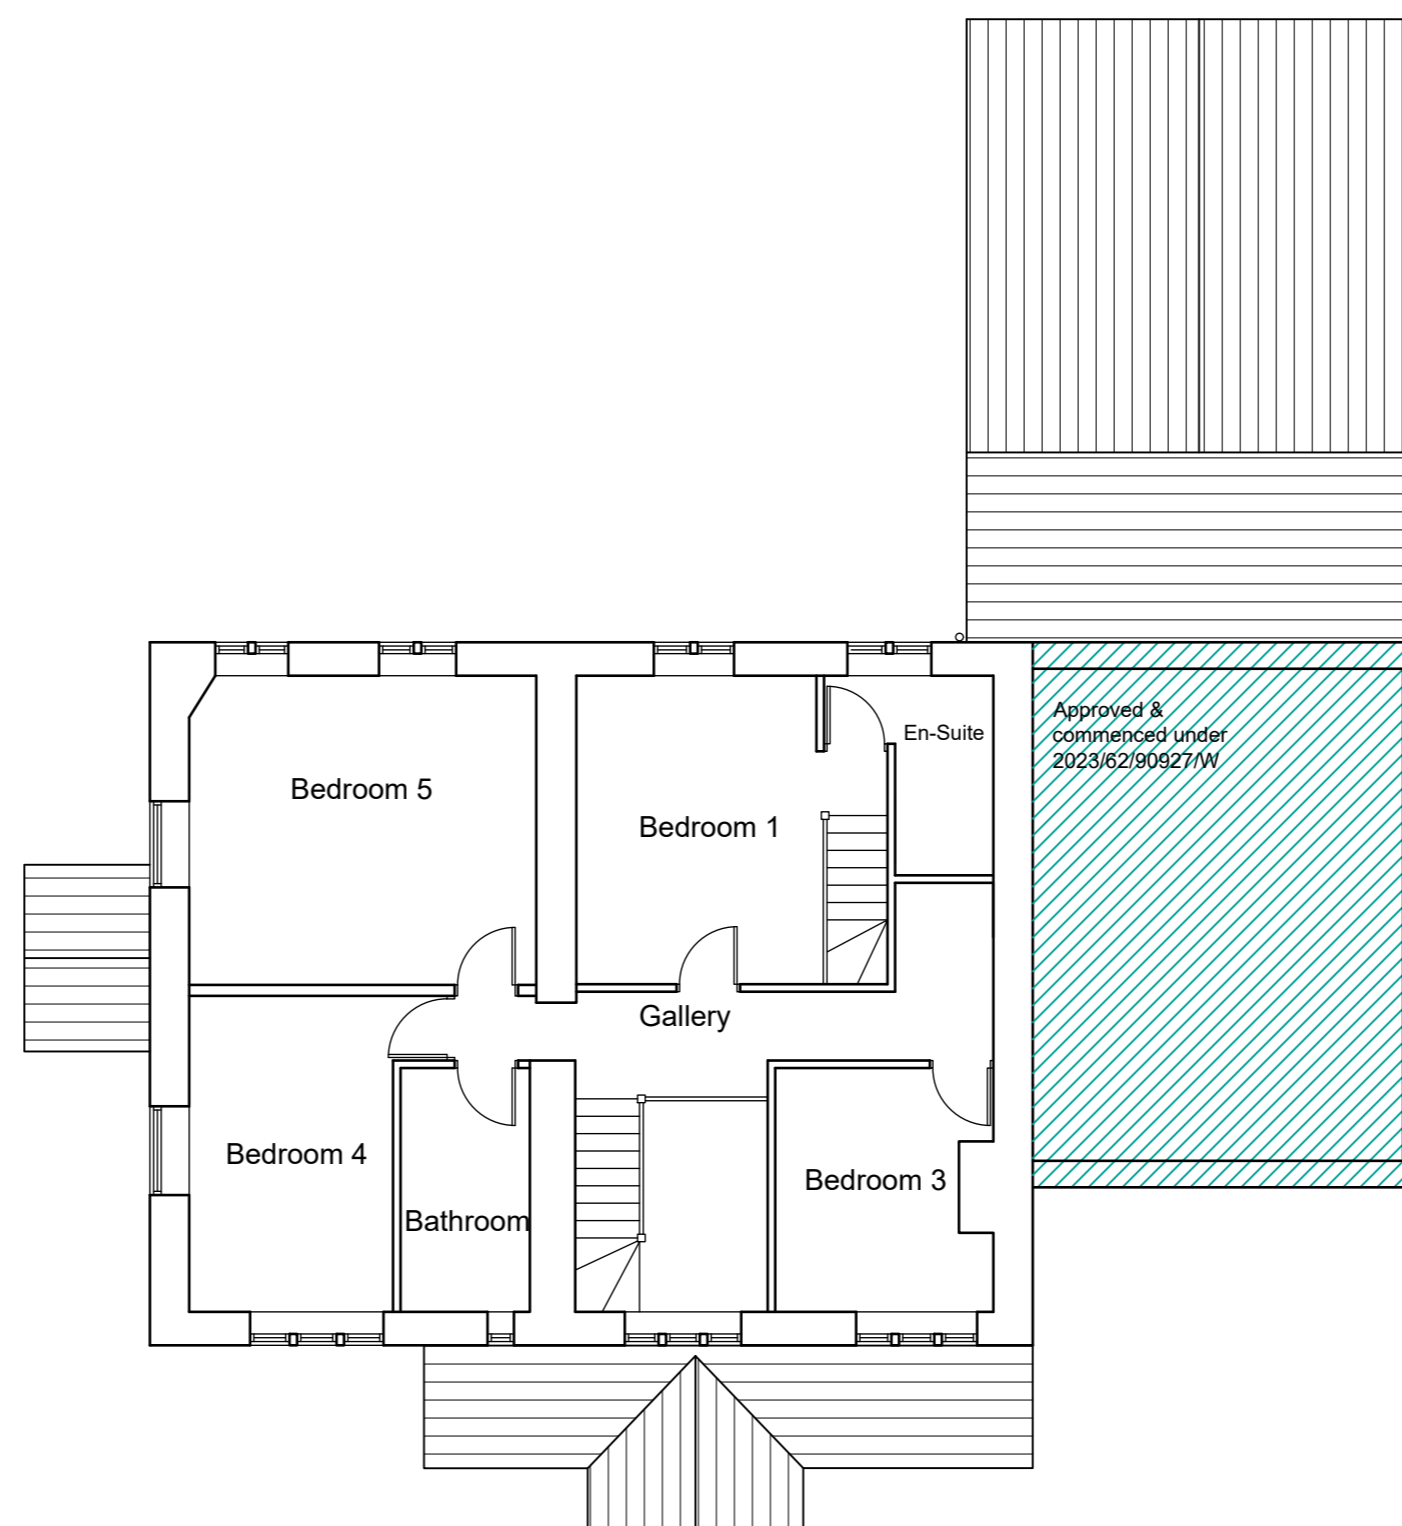 Approved &
commenced under
2023/62/90927/W
En-Suite
Bedroom 5
Bedroom 1
Gallery
Bedroom 4
Bedroom 3
Bathroom